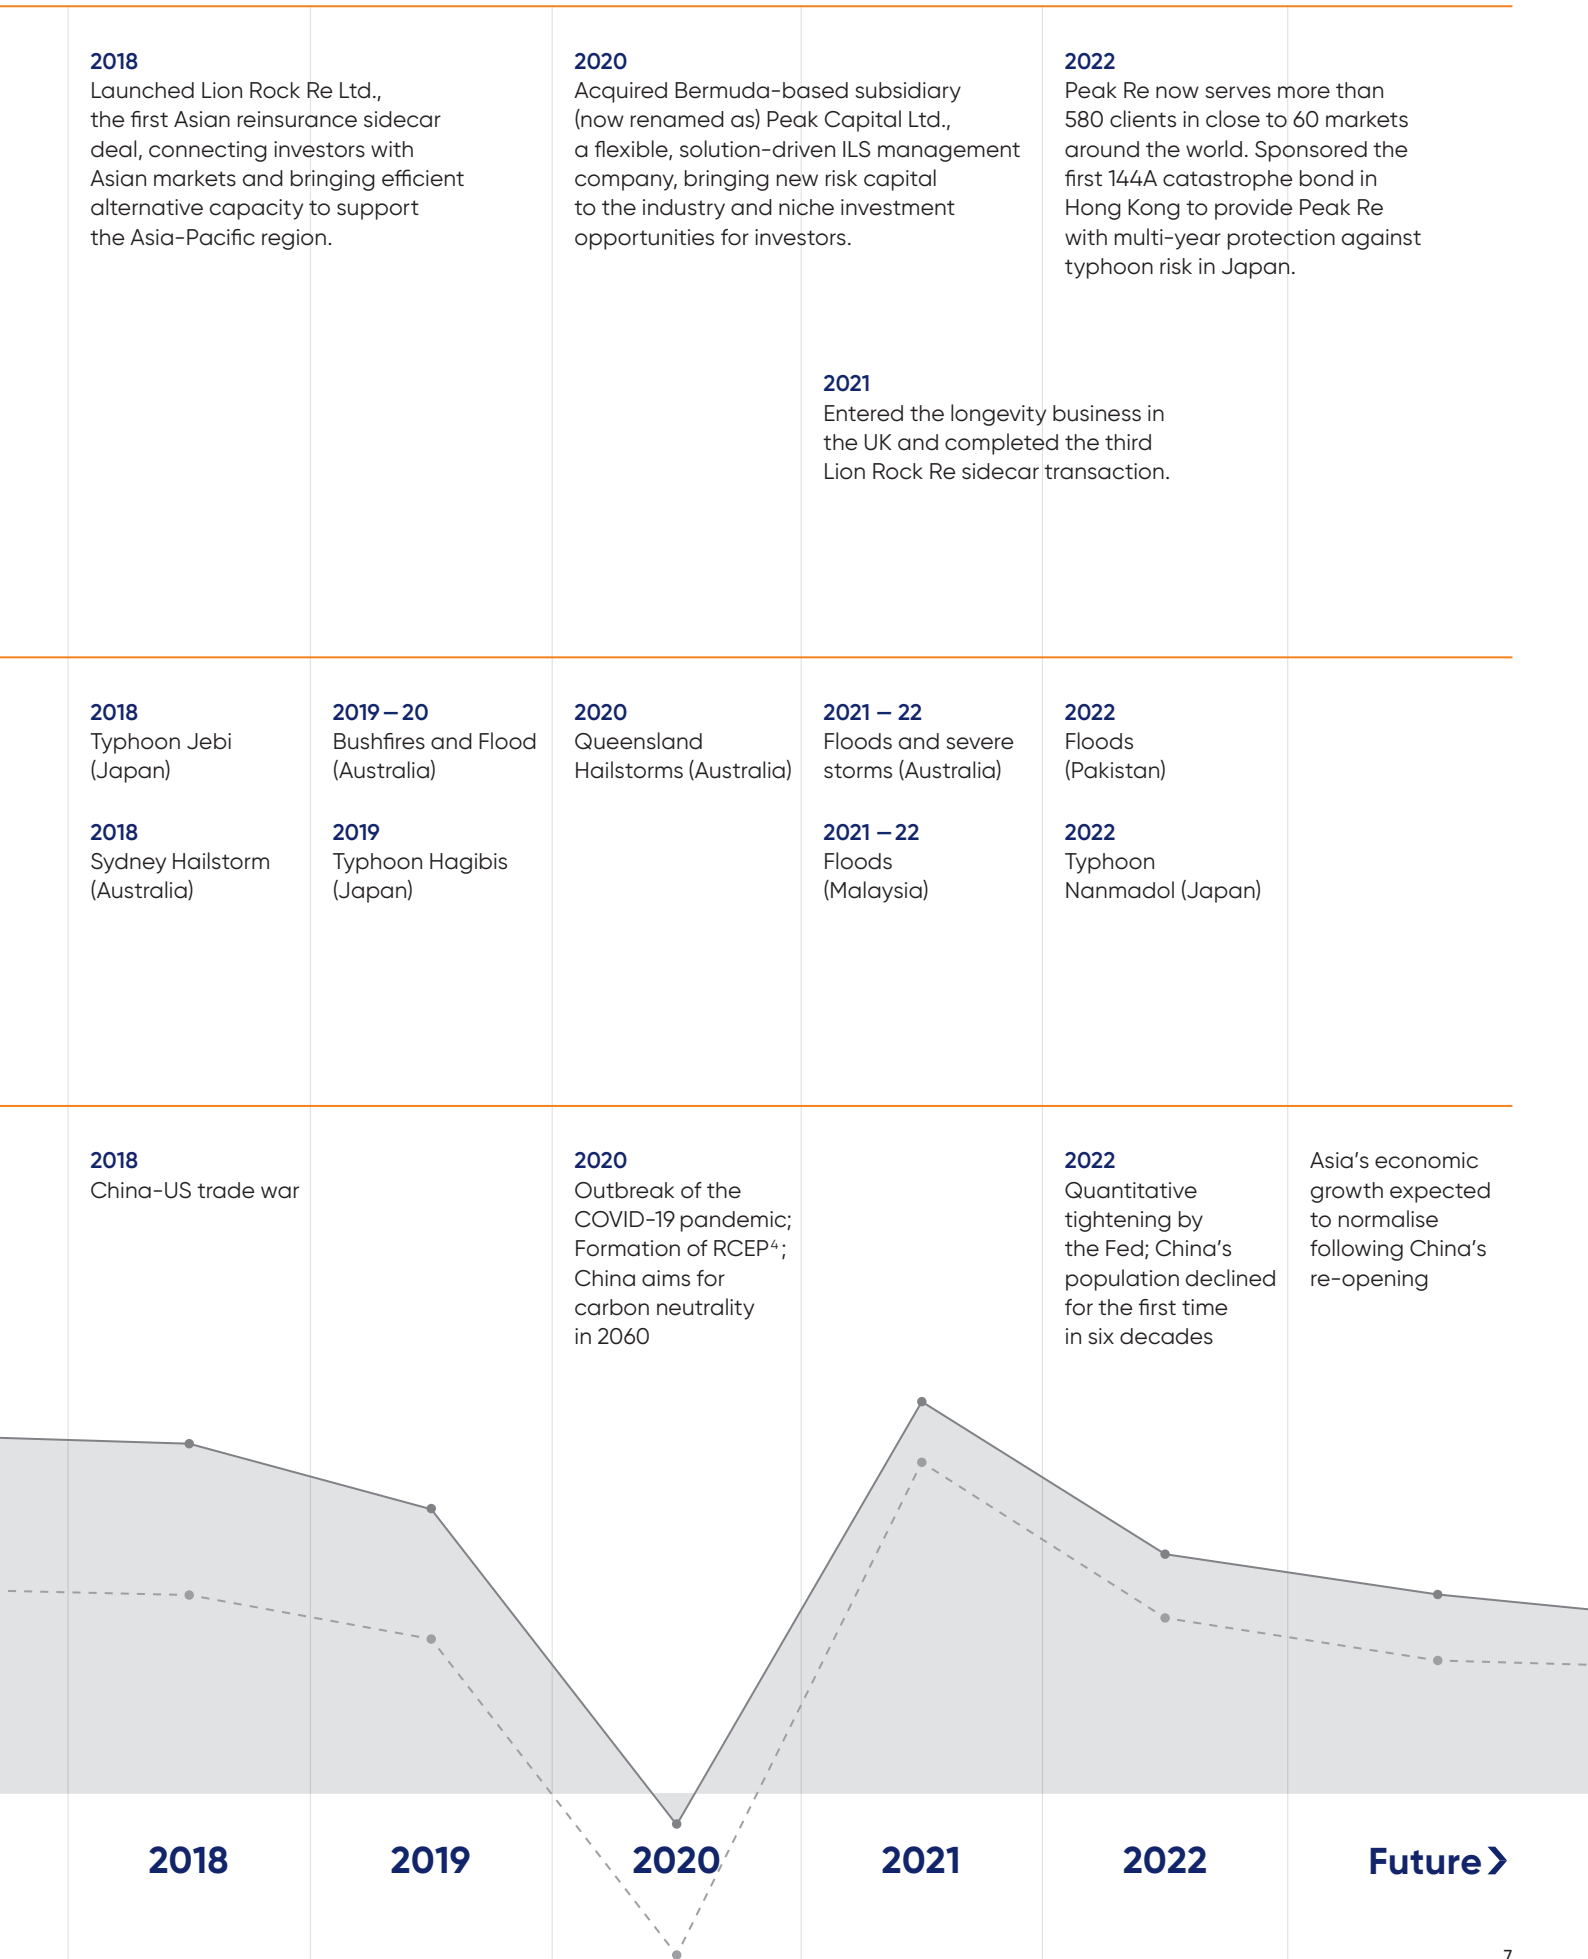 2018
Launched Lion Rock Re Ltd.,
the first Asian reinsurance sidecar
deal, connecting investors with
Asian markets and bringing efficient
alternative capacity to support
the Asia-Pacific region.
2020
Acquired Bermuda-based subsidiary
(now renamed as) Peak Capital Ltd.,
a flexible, solution-driven ILS management
company, bringing new risk capital
to the industry and niche investment
opportunities for investors.
2022
Peak Re now serves more than
580 clients in close to 60 markets
around the world. Sponsored the
first 144A catastrophe bond in
Hong Kong to provide Peak Re
with multi-year protection against
typhoon risk in Japan.
2021
Entered the longevity business in
the UK and completed the third
Lion Rock Re sidecar transaction.
2018
Typhoon Jebi
(Japan)
2018
Sydney Hailstorm
(Australia)
2019–20
Bushfires and Flood
(Australia)
2019
Typhoon Hagibis
(Japan)
2020
Queensland
Hailstorms (Australia)
2021 – 22
Floods and severe
storms (Australia)
2021 –22
Floods
(Malaysia)
2022
Floods
(Pakistan)
2022
Typhoon
Nanmadol (Japan)
2018
China-US trade war
2020
Outbreak of the
COVID-19 pandemic;
Formation of RCEP⁴;
China aims for
carbon neutrality
in 2060
2022
Quantitative
tightening by
the Fed; China's
population declined
for the first time
in six decades
Asia's economic
growth expected
to normalise
following China's
re-opening
2018
2019
2020
2021
2022
Future
7